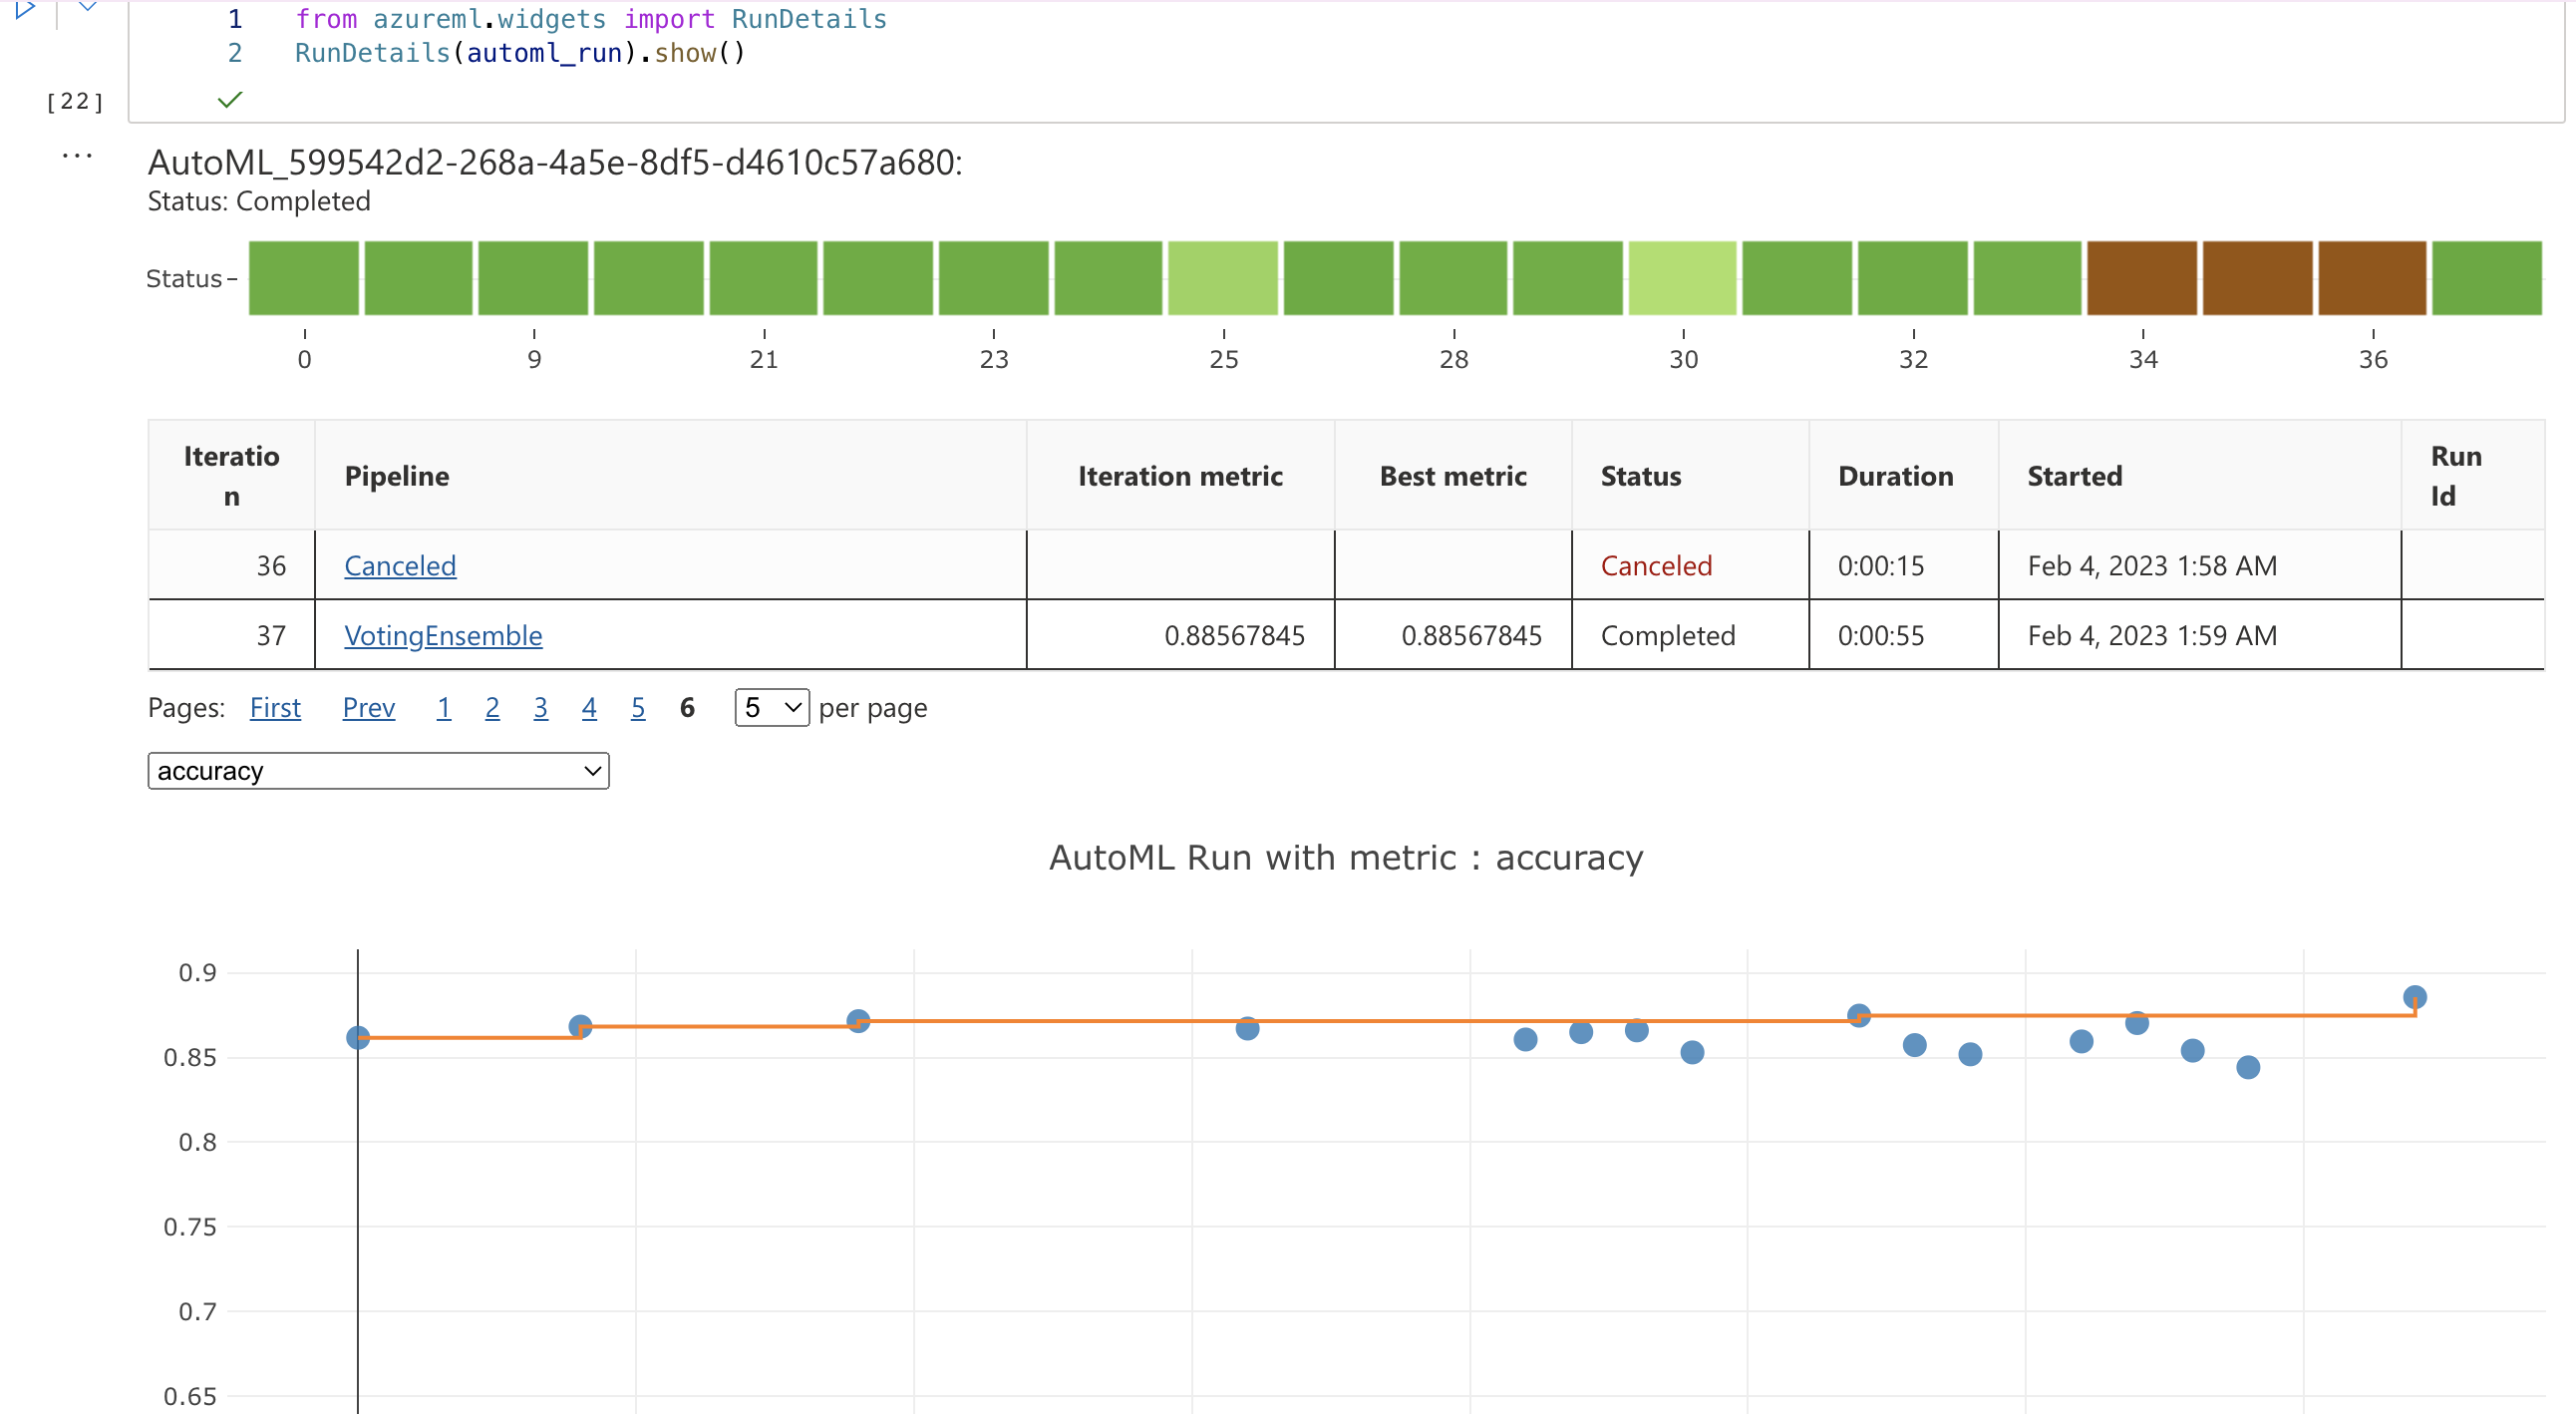 1 from azureml.widgets import RunDetails
2 RunDetails(automl_run).show()
[22]
...
AutoML_599542d2-268a-4a5e-8df5-d4610c57a680:
Status: Completed
Status
0 9 21 23 25 28 30 32 34 36
Iteration Pipeline Iteration metric Best metric Status Duration Started Run Id
36 Canceled Canceled 0:00:15 Feb 4, 2023 1:58 AM
37 VotingEnsemble 0.88567845 0.88567845 Completed 0:00:55 Feb 4, 2023 1:59 AM
Pages: First Prev 1 2 3 4 5 6 5 per page
accuracy
AutoML Run with metric : accuracy
0.9
0.85
0.8
0.75
0.7
0.65